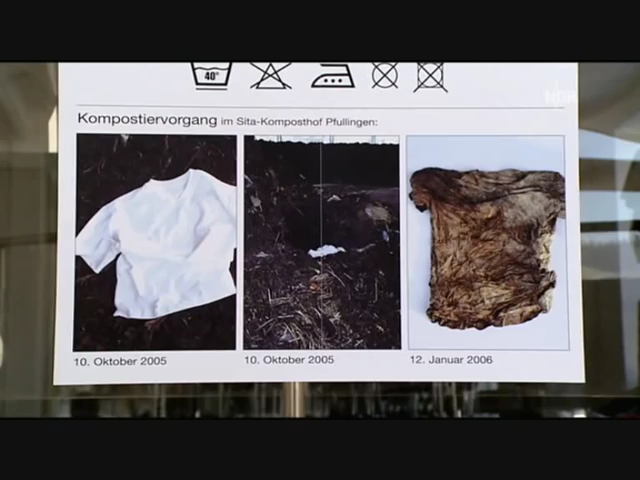 40°
NDR
Kompostiervorgang im Sita-Komposthof Pfullingen:
10. Oktober 2005
10. Oktober 2005
12. Januar 2006